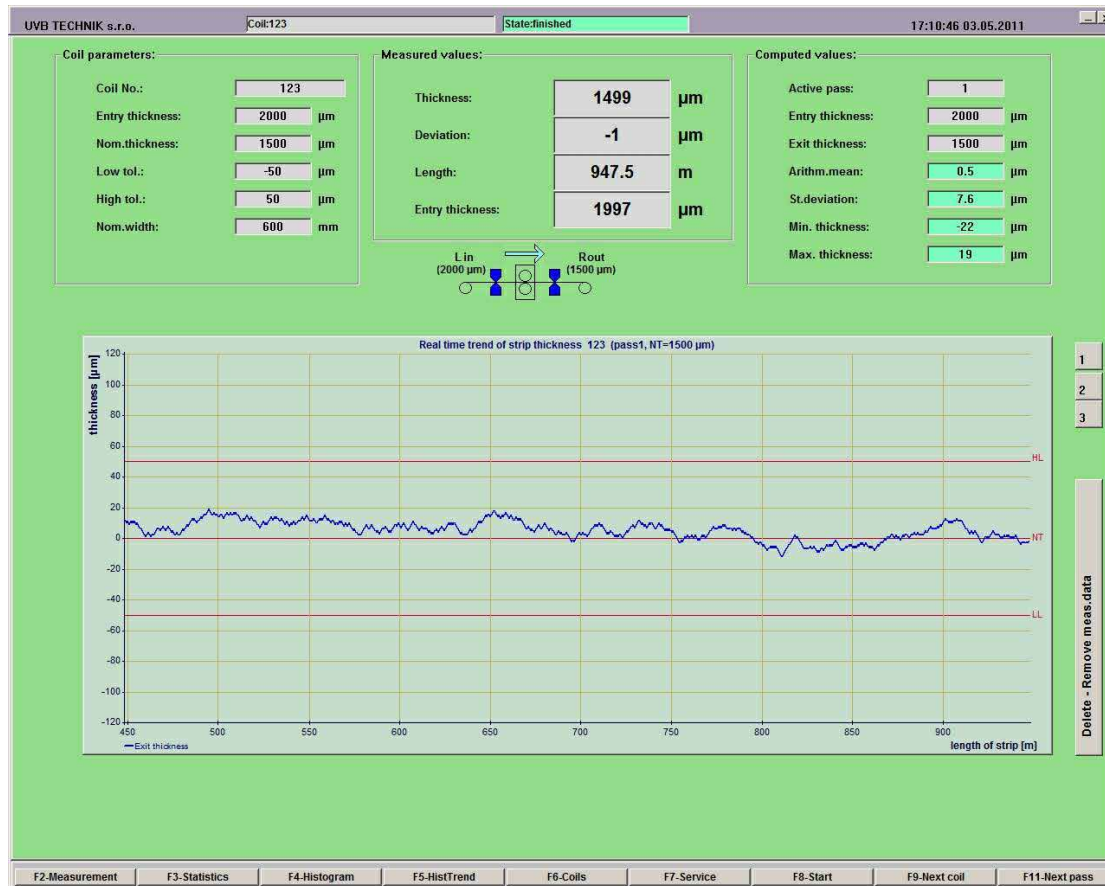 UVB TECHNIK s.r.o.
Coil:123
State:finished
17:10:46 03.05.2011
Coil parameters:
Coil No.: 123
Entry thickness: 2000 µm
Nom.thickness: 1500 µm
Low tol.: -50 µm
High tol.: 50 µm
Nom.width: 600 mm
Measured values:
Thickness: 1499 µm
Deviation: -1 µm
Length: 947.5 m
Entry thickness: 1997 µm
Computed values:
Active pass: 1
Entry thickness: 2000 µm
Exit thickness: 1500 µm
Arithm.mean: 0.5 µm
St.deviation: 7.6 µm
Min. thickness: -22 µm
Max. thickness: 19 µm
L in Rout
(2000 µm) (1500 µm)
Real time trend of strip thickness 123 (pass1, NT=1500 µm)
thickness [µm]
120
100
80
60
40
20
0
-20
-40
-60
-80
-100
-120
HL
NT
LL
450 500 550 600 650 700 750 800 850 900
Exit thickness
length of strip [m]
1
2
3
Delete - Remove meas.data
F2-Measurement F3-Statistics F4-Histogram F5-HistTrend F6-Coils F7-Service F8-Start F9-Next coil F11-Next pass